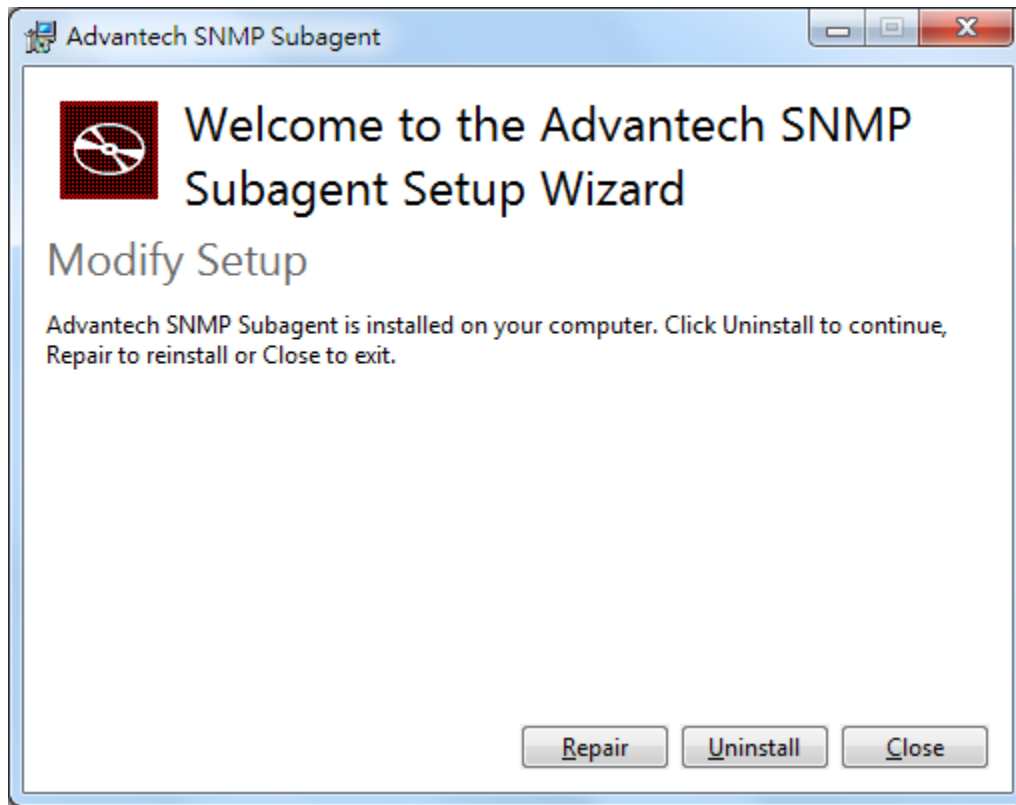 Advantech SNMP Subagent
Welcome to the Advantech SNMP
Subagent Setup Wizard
Modify Setup
Advantech SNMP Subagent is installed on your computer. Click Uninstall to continue,
Repair to reinstall or Close to exit.
Repair
Uninstall
Close